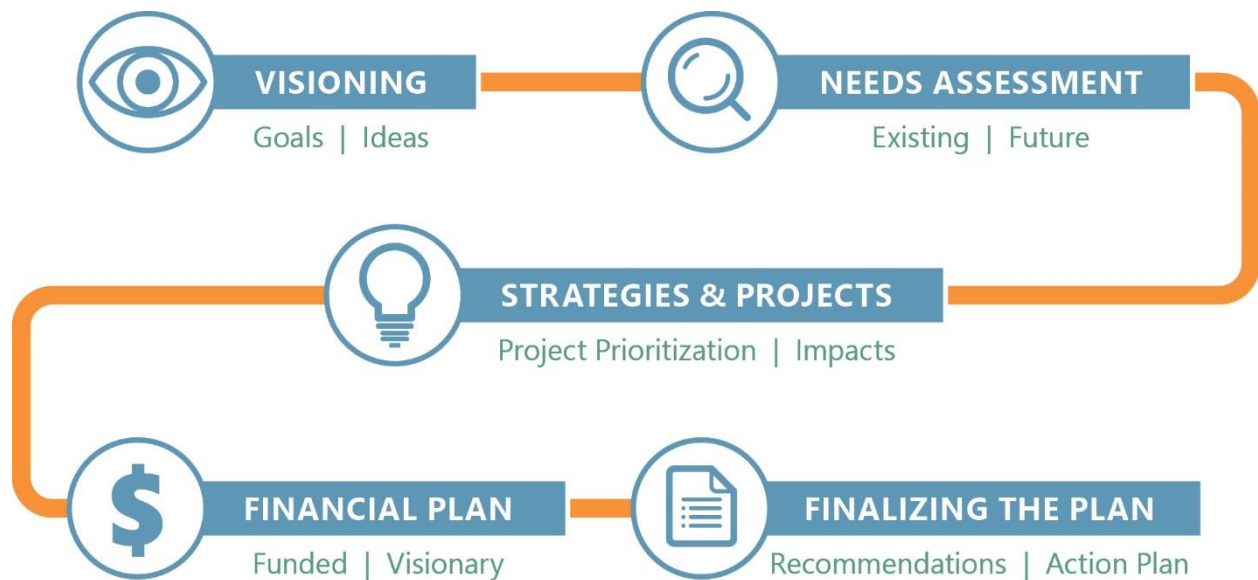 VISIONING
Goals | Ideas
NEEDS ASSESSMENT
Existing | Future
STRATEGIES & PROJECTS
Project Prioritization | Impacts
$
FINANCIAL PLAN
Funded | Visionary
FINALIZING THE PLAN
Recommendations | Action Plan